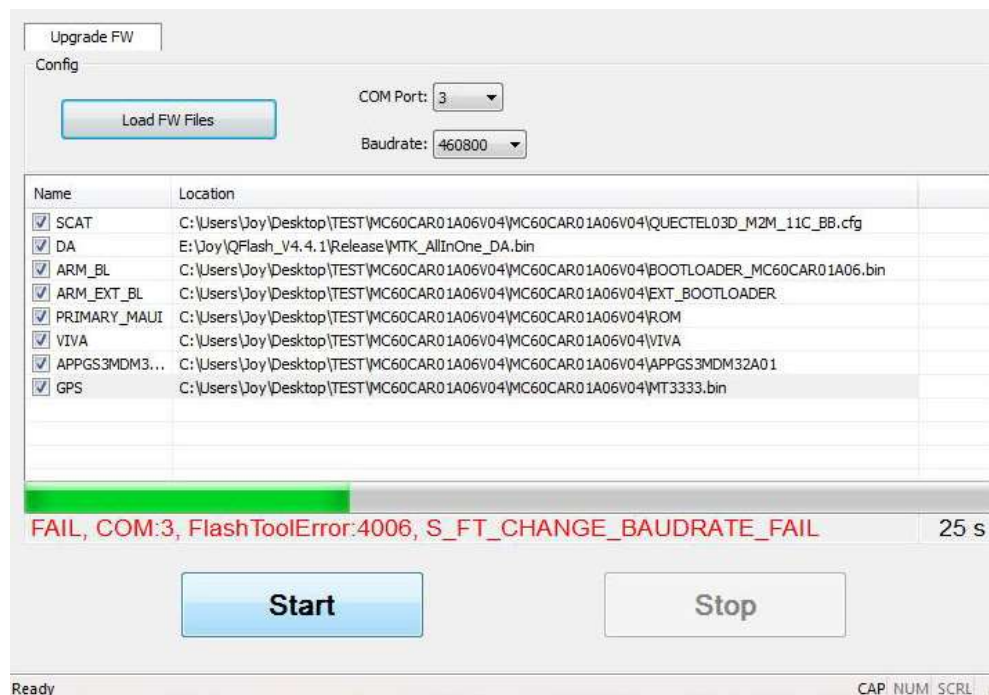 Upgrade FW
Config
Load FW Files
COM Port: 3
Baudrate: 460800
Name Location
SCAT C:\Users\Joy\Desktop\TEST\MC60CAR01A06V04\MC60CAR01A06V04\QUECTEL03D_M2M_11C_BB.cfg
DA E:\Joy\QFlash_V4.4.1\Release\MTK_AllInOne_DA.bin
ARM_BL C:\Users\Joy\Desktop\TEST\MC60CAR01A06V04\MC60CAR01A06V04\BOOTLOADER_MC60CAR01A06.bin
ARM_EXT_BL C:\Users\Joy\Desktop\TEST\MC60CAR01A06V04\MC60CAR01A06V04\EXT_BOOTLOADER
PRIMARY_MAUI C:\Users\Joy\Desktop\TEST\MC60CAR01A06V04\MC60CAR01A06V04\ROM
VIVA C:\Users\Joy\Desktop\TEST\MC60CAR01A06V04\MC60CAR01A06V04\VIVA
APPGS3MDM3... C:\Users\Joy\Desktop\TEST\MC60CAR01A06V04\MC60CAR01A06V04\APPGS3MDM32A01
GPS C:\Users\Joy\Desktop\TEST\MC60CAR01A06V04\MC60CAR01A06V04\MT3333.bin
FAIL, COM:3, FlashToolError:4006, S_FT_CHANGE_BAUDRATE_FAIL 25 s
Start Stop
Ready CAP NUM SCRL